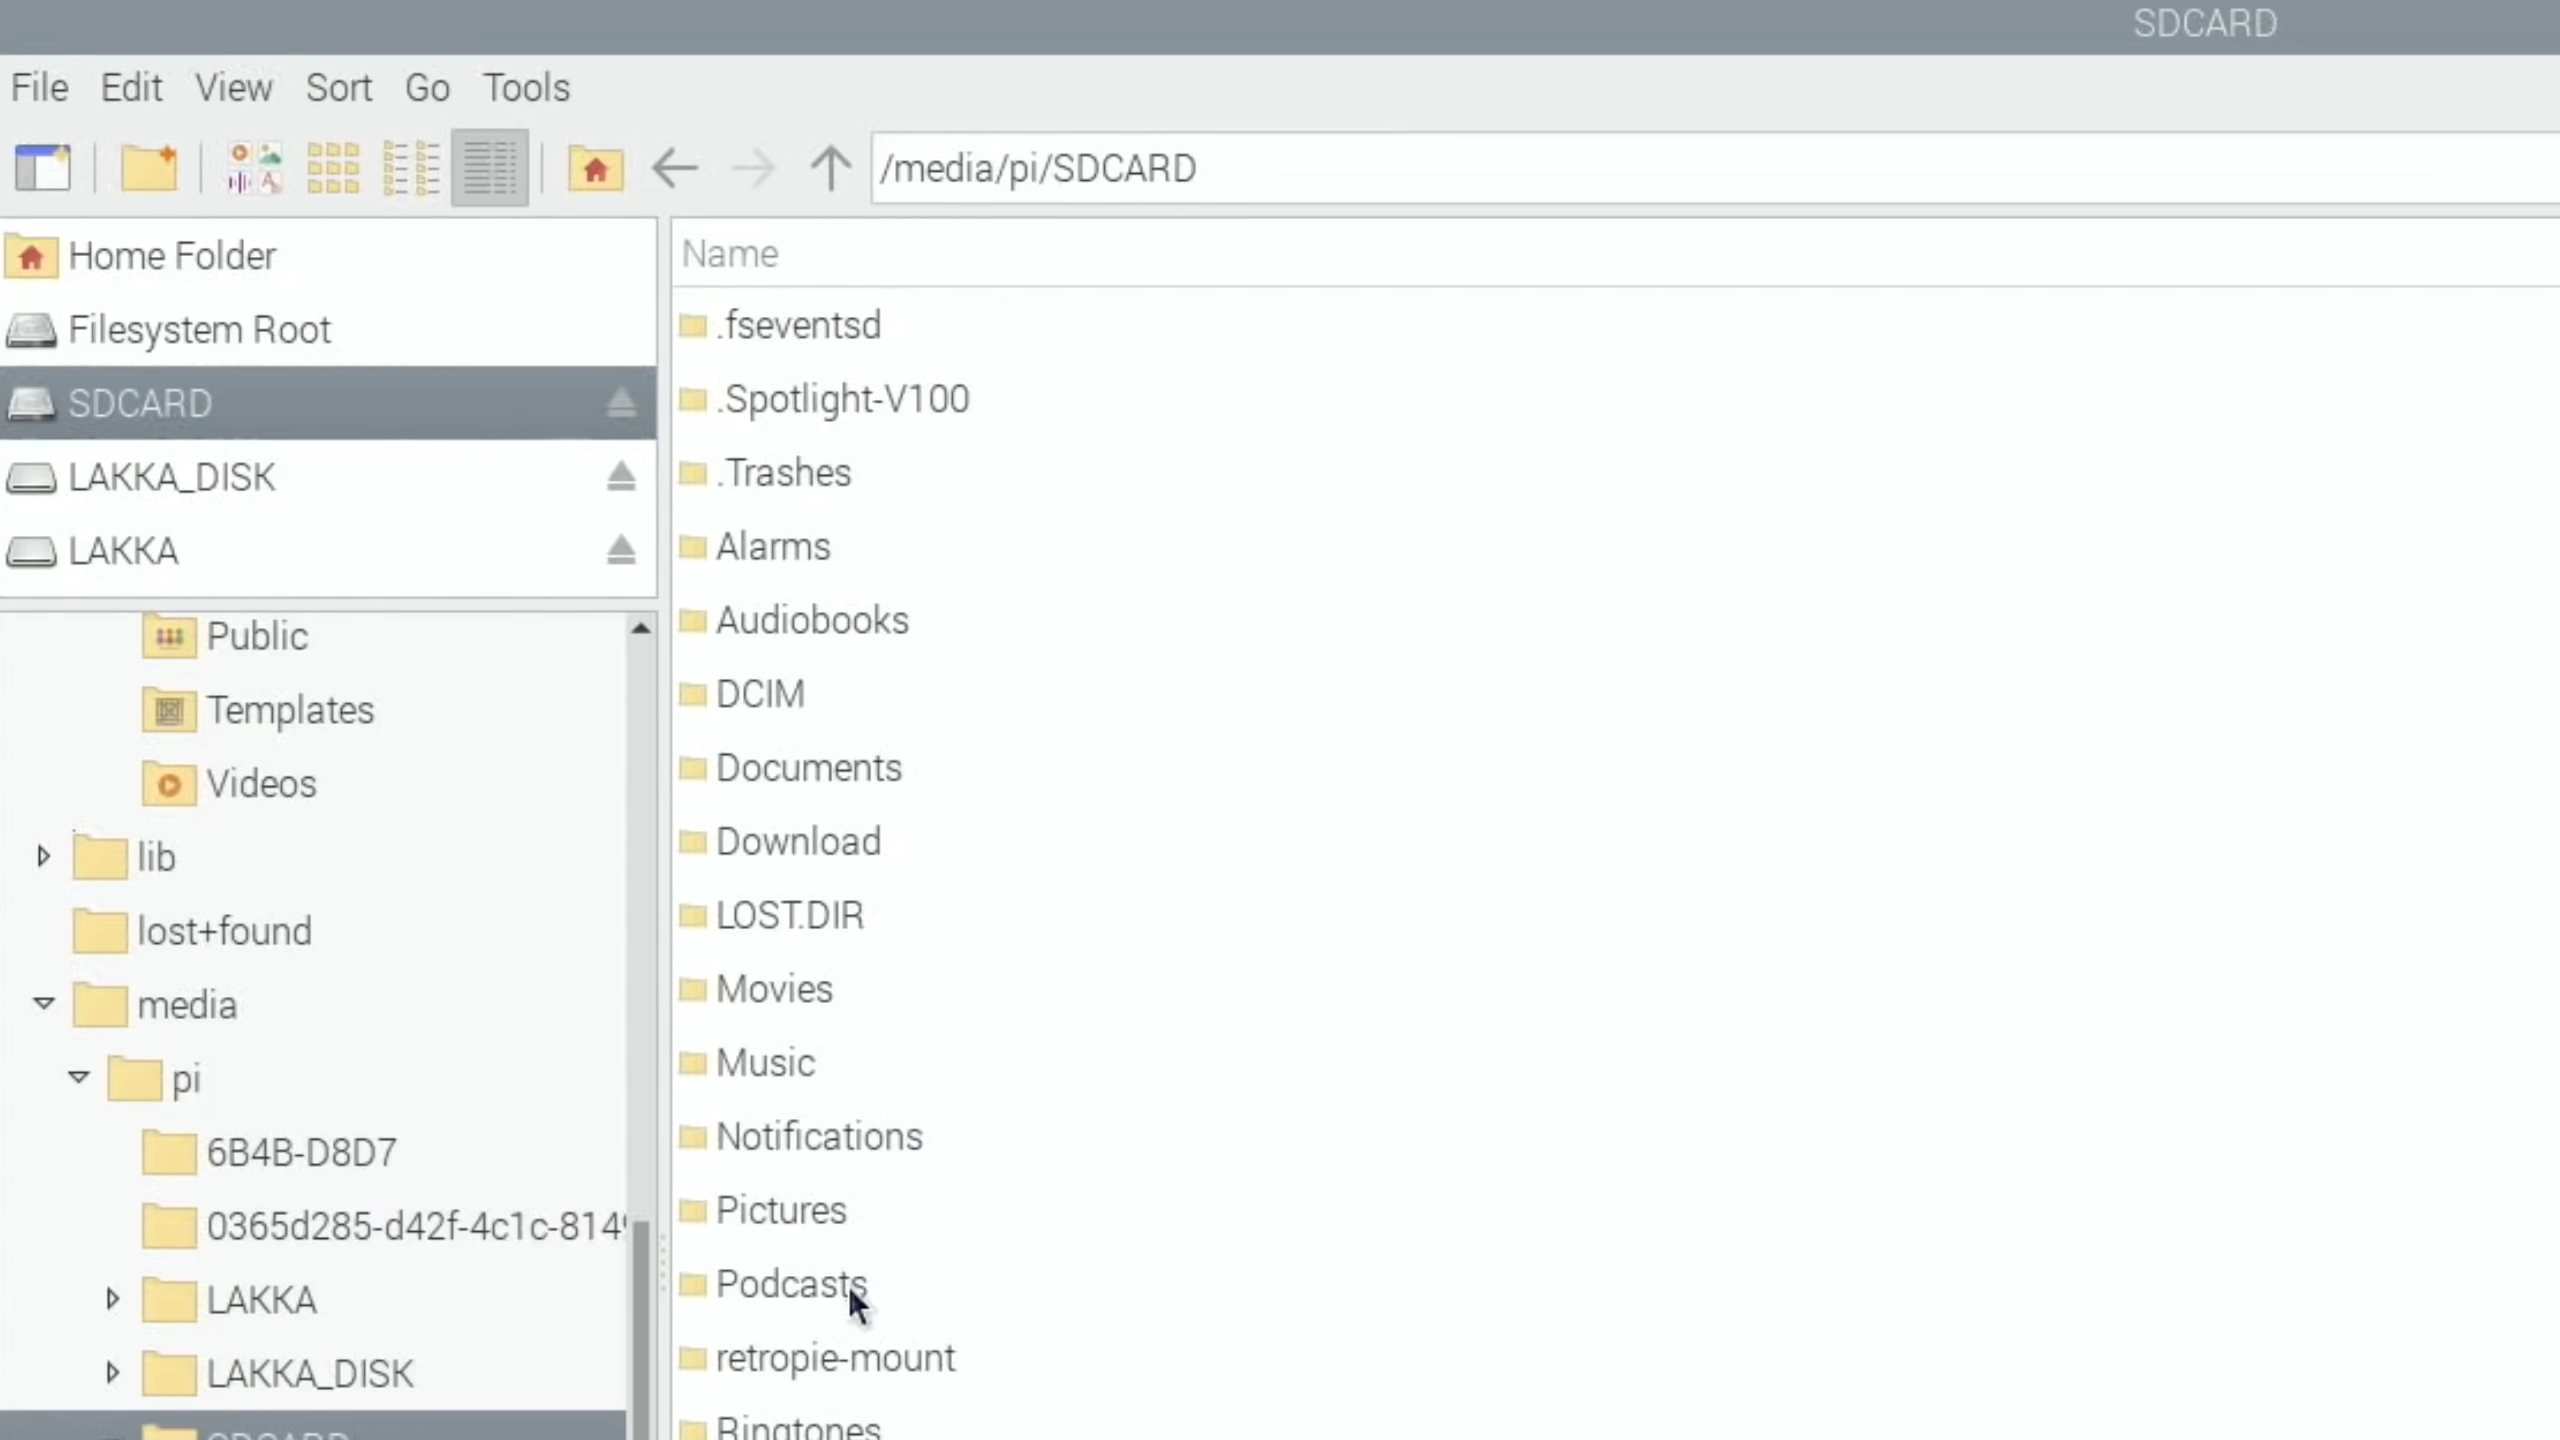 SDCARD
File Edit View Sort Go Tools
/media/pi/SDCARD
Home Folder
Filesystem Root
SDCARD
LAKKA_DISK
LAKKA
Public
Templates
Videos
lib
lost+found
media
pi
6B4B-D8D7
0365d285-d42f-4c1c-814
LAKKA
LAKKA_DISK
SDCARD
Name
.fseventsd
.Spotlight-V100
.Trashes
Alarms
Audiobooks
DCIM
Documents
Download
LOST.DIR
Movies
Music
Notifications
Pictures
Podcasts
retropie-mount
Ringtones